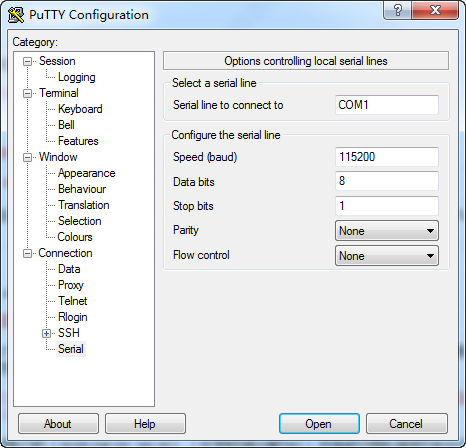 PuTTY Configuration
Category:
Session
Logging
Terminal
Keyboard
Bell
Features
Window
Appearance
Behaviour
Translation
Selection
Colours
Connection
Data
Proxy
Telnet
Rlogin
SSH
Serial
Options controlling local serial lines
Select a serial line
Serial line to connect to COM1
Configure the serial line
Speed (baud) 115200
Data bits 8
Stop bits 1
Parity None
Flow control None
About Help Open Cancel